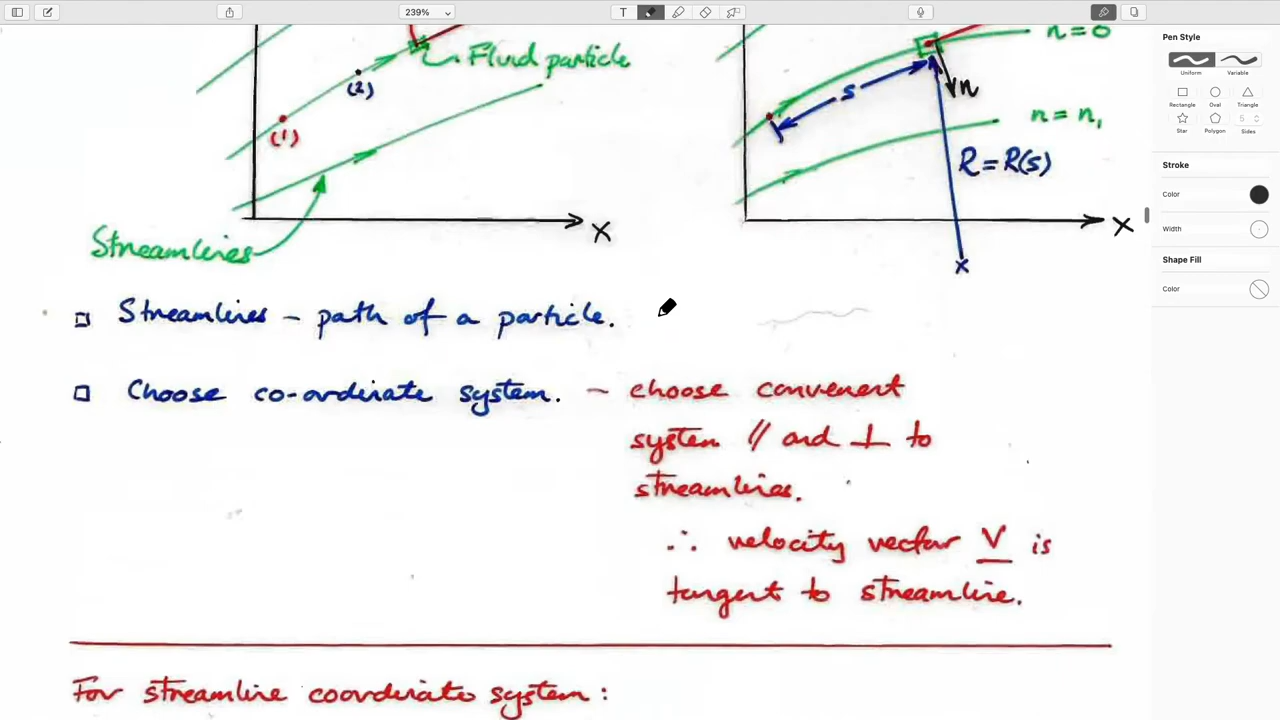 239%
T
Pen Style
Uniform
Variable
Rectangle
Oval
Triangle
Star
Polygon
5
Sides
Stroke
Color
Width
Shape Fill
Color
Fluid particle
(2)
(1)
Streamlines
X
n = 0
n
s
n = n₁
R = R(s)
X
x
Streamlines – path of a particle.
Choose co-ordinate system. – choose convenient
system // and ⊥ to
streamlines.
∴ velocity vector V is
tangent to streamline.
For streamline coordinate system: